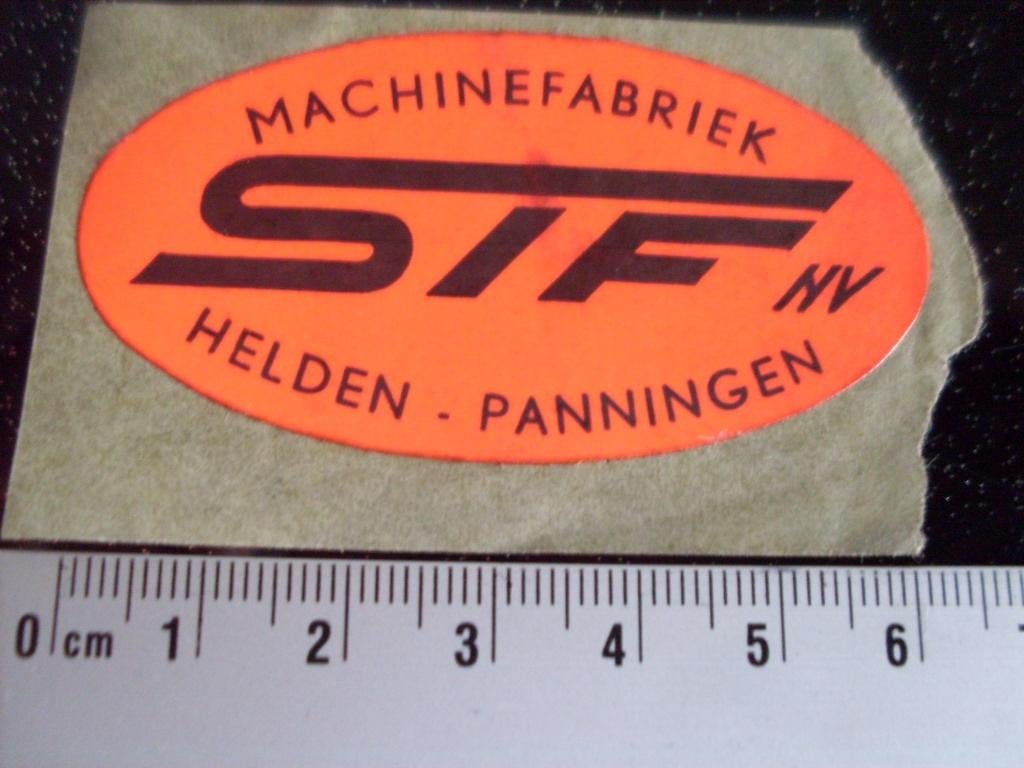 MACHINEFABRIEK
STF NV
HELDEN - PANNINGEN
0 cm 1 2 3 4 5 6